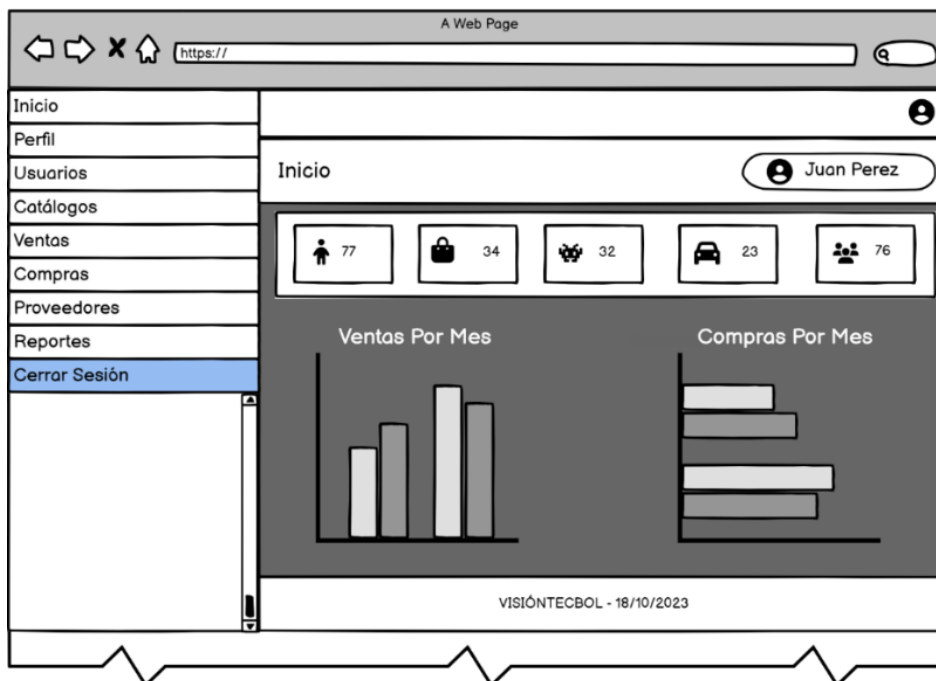 A Web Page
https://
Inicio
Perfil
Usuarios
Catálogos
Ventas
Compras
Proveedores
Reportes
Cerrar Sesión
Inicio
Juan Perez
77
34
32
23
76
Ventas Por Mes
Compras Por Mes
VISIÓNTECBOL - 18/10/2023